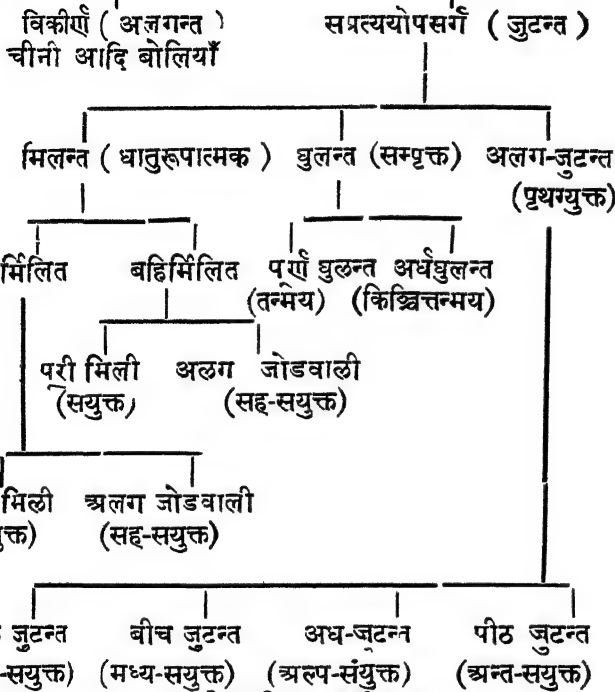 विकीर्ण ( अलगन्त ) सप्रत्ययोपसर्ग ( जुटन्त )
चीनी आदि बोलियाँ
मिलन्त ( धातुरूपात्मक ) घुलन्त (सम्पृक्त) अलग-जुटन्त
(पृथग्युक्त)
र्मिलित बहिर्मिलित पूर्ण घुलन्त अर्धघुलन्त
(तन्मेय) (किञ्चित्तन्मय)
परी मिली अलग जोडवाली
(सयुक्त) (सह-सयुक्त)
मिली अलग जोडवाली
(सह-सयुक्त)
जुटन्त बीच जुटन्त अध-जटन्त पीठ जुटन्त
-सयुक्त) (मध्य-सयुक्त) (अल्प-संयुक्त) (अन्त-सयुक्त)